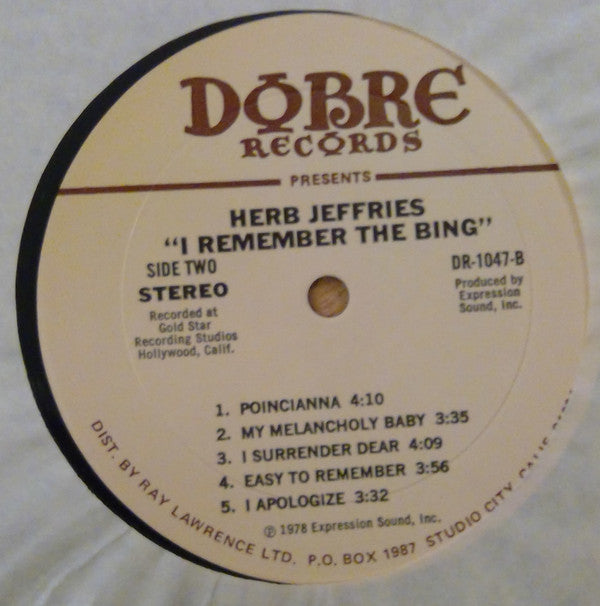 DOBRE
RECORDS
PRESENTS
HERB JEFFRIES
"I REMEMBER THE BING"
SIDE TWO
STEREO
Recorded at
Gold Star
Recording Studios
Hollywood, Calif.
DR-1047-B
Produced by
Expression
Sound, Inc.
1. POINCIANNA 4:10
2. MY MELANCHOLY BABY 3:35
3. I SURRENDER DEAR 4:09
4. EASY TO REMEMBER 3:56
5. I APOLOGIZE 3:32
℗ 1978 Expression Sound, Inc.
DIST. BY RAY LAWRENCE LTD. P.O. BOX 1987 STUDIO CITY,